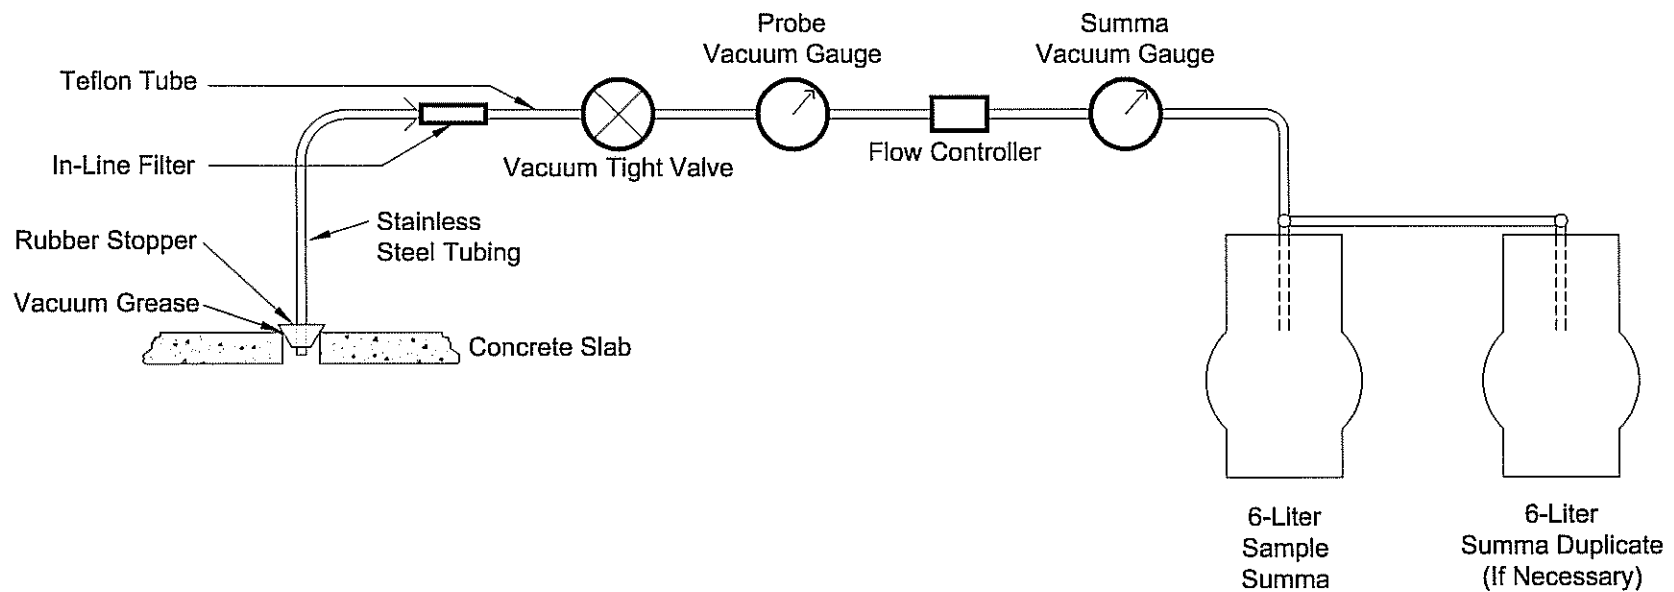 Probe
Vacuum Gauge
Summa
Vacuum Gauge
Teflon Tube
In-Line Filter
Vacuum Tight Valve
Flow Controller
Stainless
Steel Tubing
Rubber Stopper
Vacuum Grease
Concrete Slab
6-Liter
Sample
Summa
6-Liter
Summa Duplicate
(If Necessary)